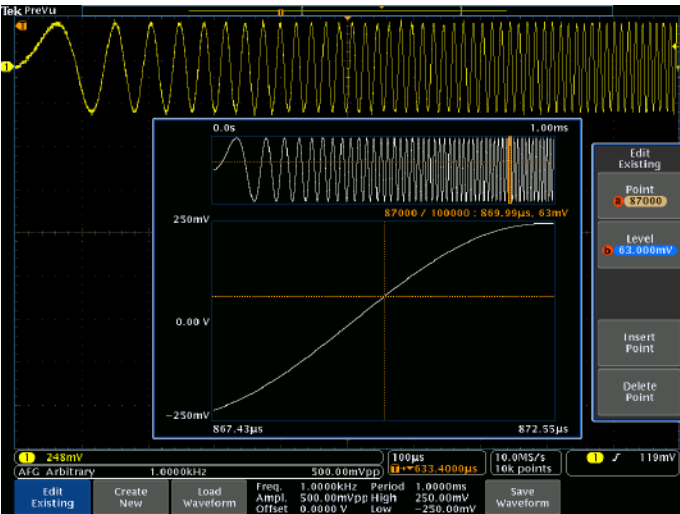 Tek PreVu
T
1
0.0s 1.00ms
87000 / 100000 : 869.99µs, 63mV
250mV
0.00 V
-250mV
867.43µs 872.55µs
Edit
Existing
Point
a 87000
Level
b 63.000mV
Insert
Point
Delete
Point
1 248mV
100µs 10.0MS/s 1 119mV
AFG Arbitrary 1.0000kHz 500.00mVpp
T→▼633.4000µs 10k points
Edit
Existing
Create
New
Load
Waveform
Freq. 1.0000kHz Period 1.0000ms
Ampl. 500.00mVpp High 250.00mV
Offset 0.0000 V Low -250.00mV
Save
Waveform